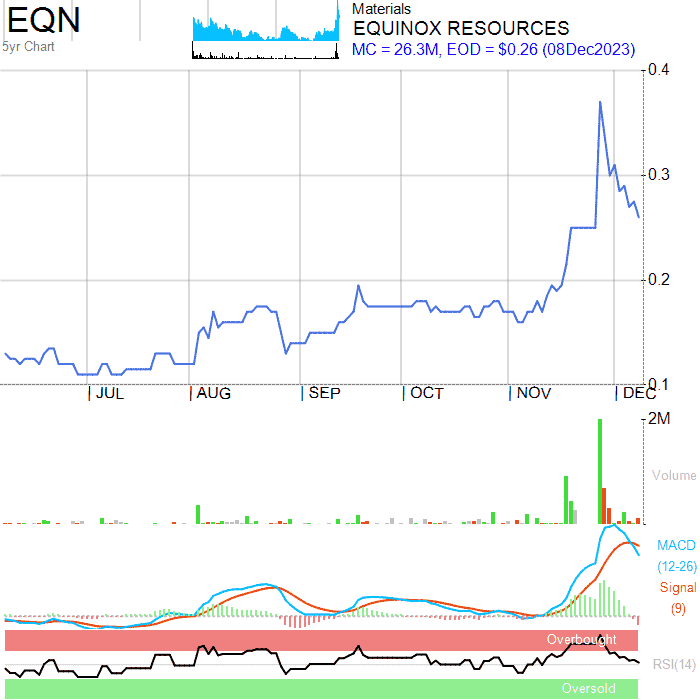 EQN
5yr Chart
Materials
EQUINOX RESOURCES
MC = 26.3M, EOD = $0.26 (08Dec2023)
0.4
0.3
0.2
0.1
JUL
AUG
SEP
OCT
NOV
DEC
2M
Volume
MACD
(12-26)
Signal
(9)
Overbought
RSI(14)
Oversold